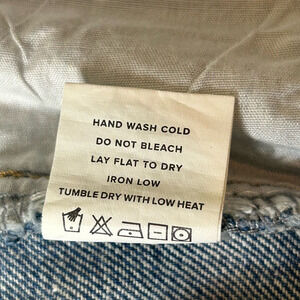 HAND WASH COLD
DO NOT BLEACH
LAY FLAT TO DRY
IRON LOW
TUMBLE DRY WITH LOW HEAT